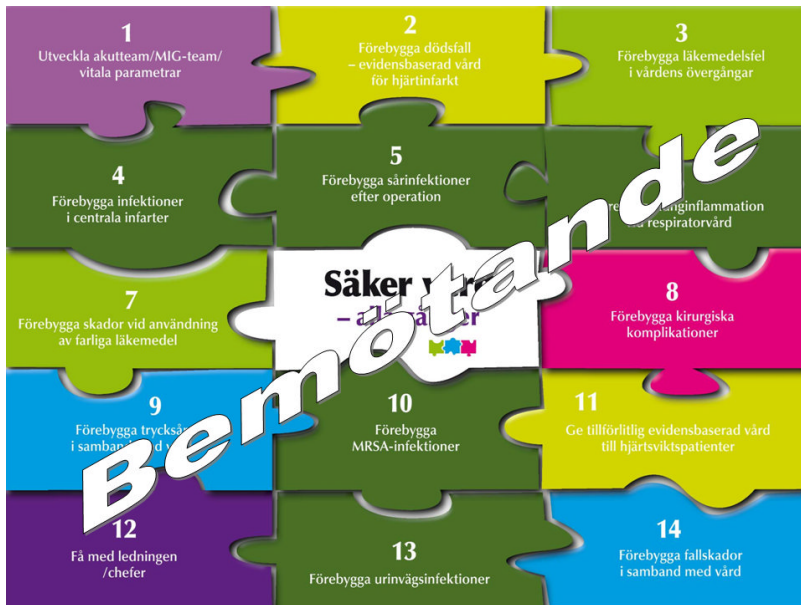 1
Utveckla akutteam/MIG-team/
vitala parametrar
2
Förebygga dödsfall
– evidensbaserad vård
för hjärtinfarkt
3
Förebygga läkemedelsfel
i vårdens övergångar
4
Förebygga infektioner
i centrala infarter
5
Förebygga sårinfektioner
efter operation
respiratorvård
7
Förebygga skador vid användning
av farliga läkemedel
Säker
–
8
Förebygga kirurgiska
komplikationer
9
Förebygga
i samband
10
Förebygga
MRSA-infektioner
11
Ge tillförlitlig evidensbaserad vård
till hjärtsviktspatienter
12
Få med ledningen
/chefer
13
Förebygga urinvägsinfektioner
14
Förebygga fallskador
i samband med vård
Bemötande